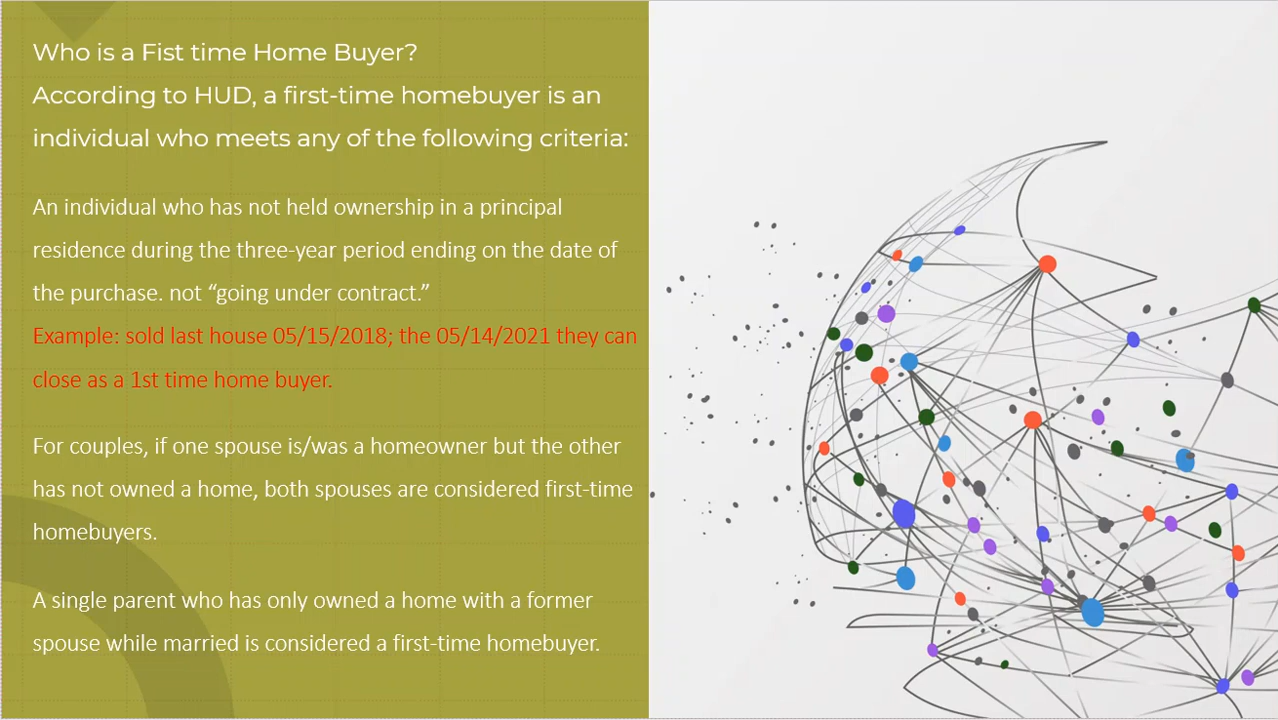 Who is a Fist time Home Buyer?
According to HUD, a first-time homebuyer is an
individual who meets any of the following criteria:
An individual who has not held ownership in a principal
residence during the three-year period ending on the date of
the purchase. not “going under contract.”
Example: sold last house 05/15/2018; the 05/14/2021 they can
close as a 1st time home buyer.
For couples, if one spouse is/was a homeowner but the other
has not owned a home, both spouses are considered first-time
homebuyers.
A single parent who has only owned a home with a former
spouse while married is considered a first-time homebuyer.